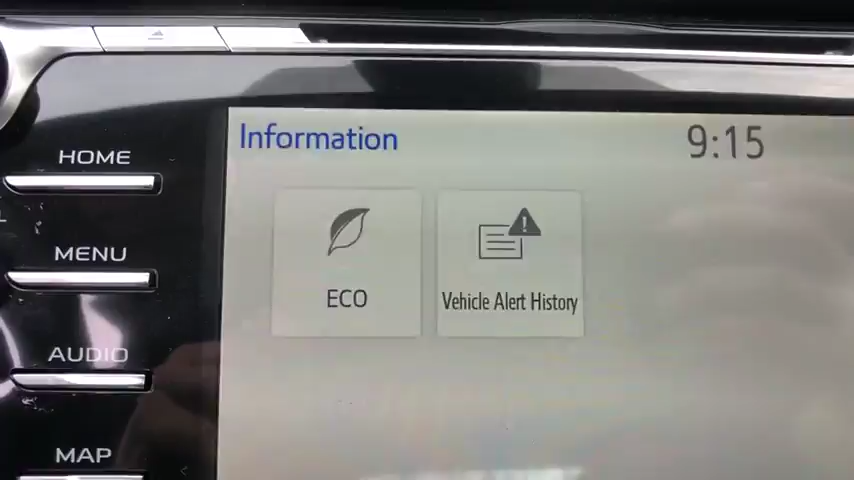 Information
9:15
HOME
MENU
AUDIO
MAP
ECO
Vehicle Alert History